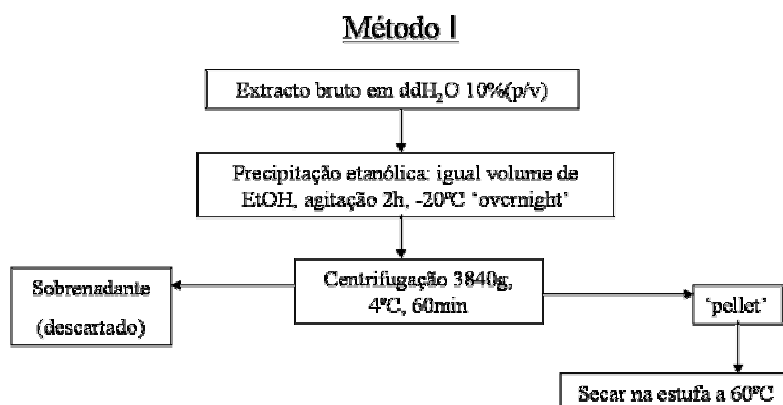 Método I
Extracto bruto em ddH₂O 10%(p/v)
Precipitação etanólica: igual volume de
EtOH, agitação 2h, -20ºC 'overnight'
Centrifugação 3840g,
4ºC, 60min
Sobrenadante
(descartado)
'pellet'
Secar na estufa a 60ºC